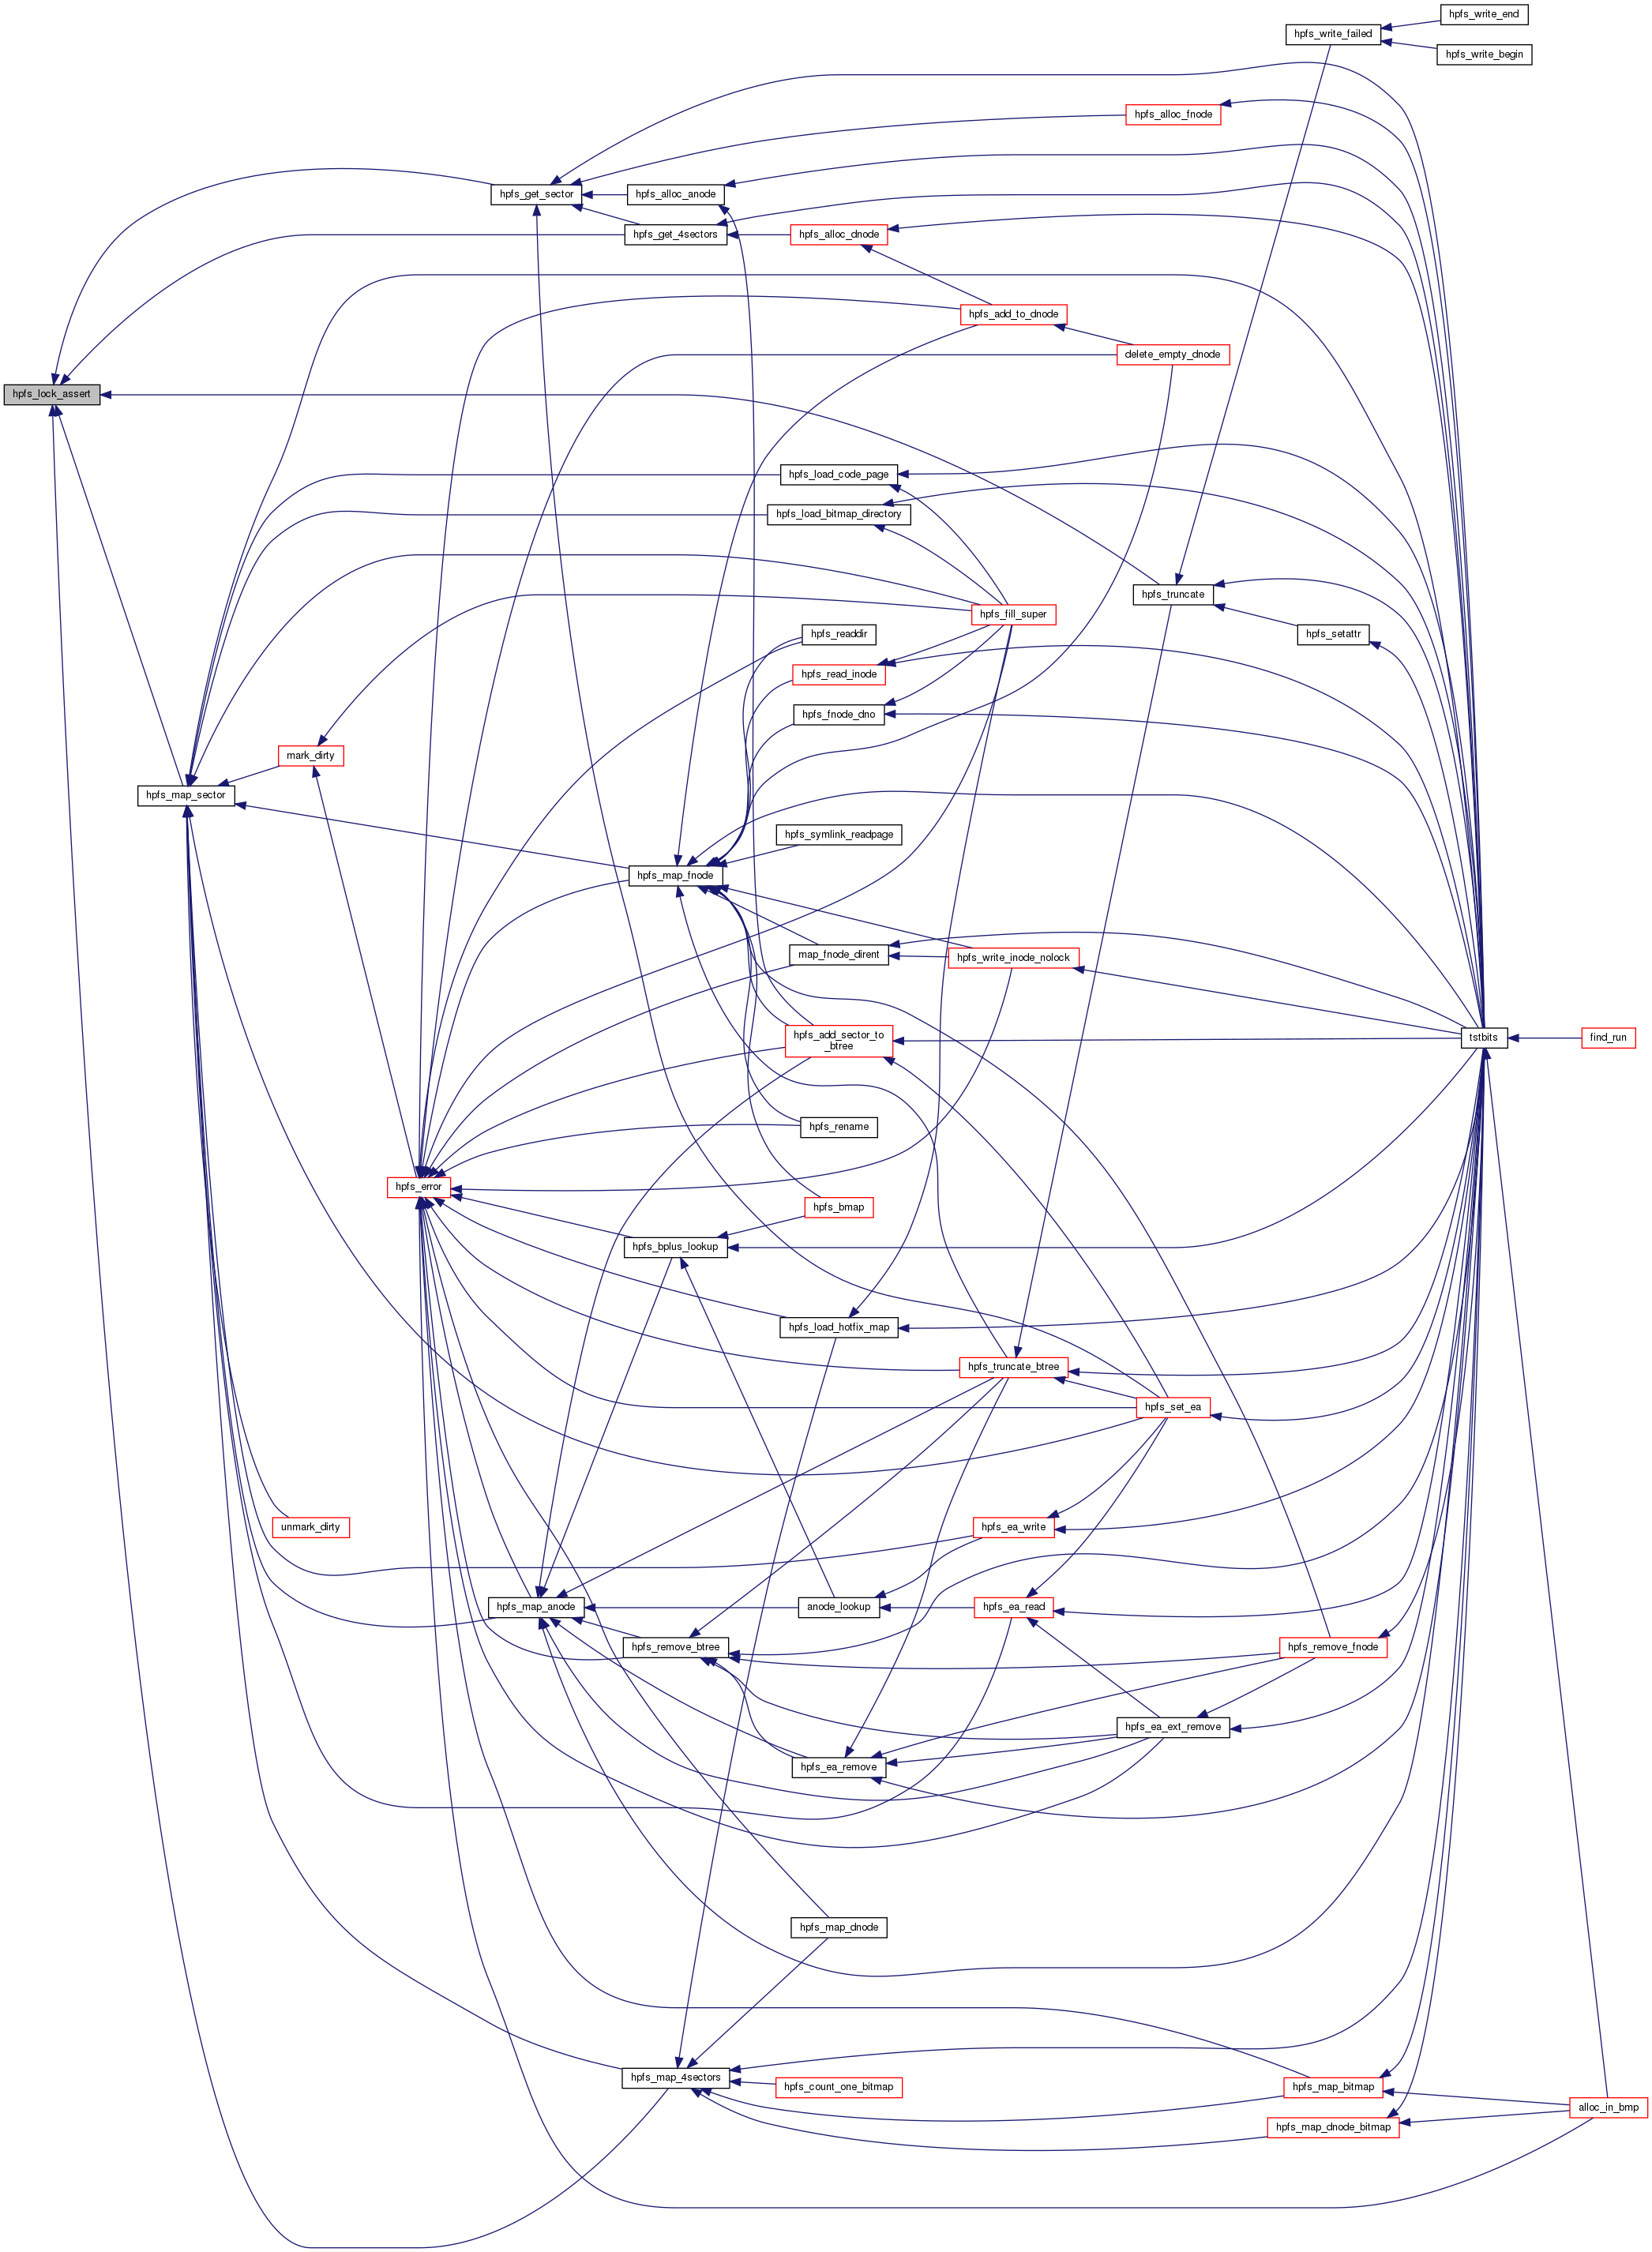 hpfs_write_end
hpfs_write_failed
hpfs_write_begin
hpfs_alloc_fnode
hpfs_get_sector
hpfs_alloc_anode
hpfs_get_4sectors
hpfs_alloc_dnode
hpfs_add_to_dnode
delete_empty_dnode
hpfs_lock_assert
hpfs_load_code_page
hpfs_load_bitmap_directory
hpfs_truncate
hpfs_fill_super
hpfs_readdir
hpfs_setattr
hpfs_read_inode
hpfs_fnode_dno
mark_dirty
hpfs_map_sector
hpfs_symlink_readpage
hpfs_map_fnode
map_fnode_dirent
hpfs_write_inode_nolock
hpfs_add_sector_to
_btree
tstbits
find_run
hpfs_rename
hpfs_error
hpfs_bmap
hpfs_bplus_lookup
hpfs_load_hotfix_map
hpfs_truncate_btree
hpfs_set_ea
unmark_dirty
hpfs_ea_write
hpfs_map_anode
anode_lookup
hpfs_ea_read
hpfs_remove_btree
hpfs_remove_fnode
hpfs_ea_ext_remove
hpfs_ea_remove
hpfs_map_dnode
hpfs_map_4sectors
hpfs_count_one_bitmap
hpfs_map_bitmap
alloc_in_bmp
hpfs_map_dnode_bitmap